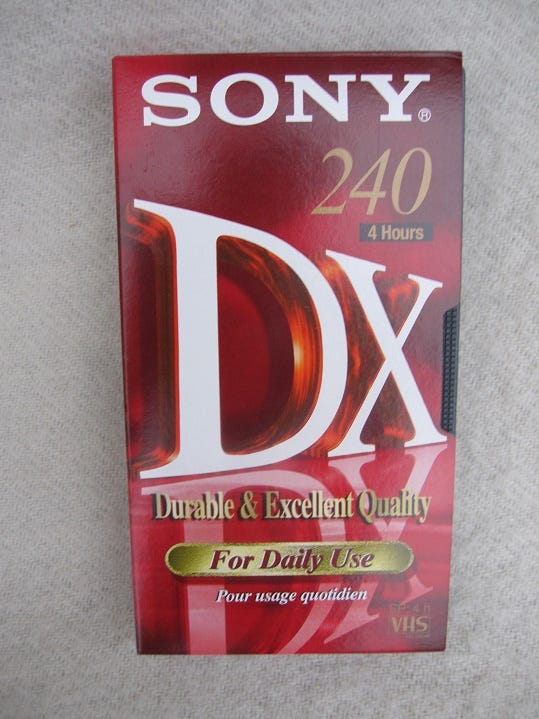 SONY®
240
4 Hours
DX
Durable & Excellent Quality
For Daily Use
Pour usage quotidien
VHS